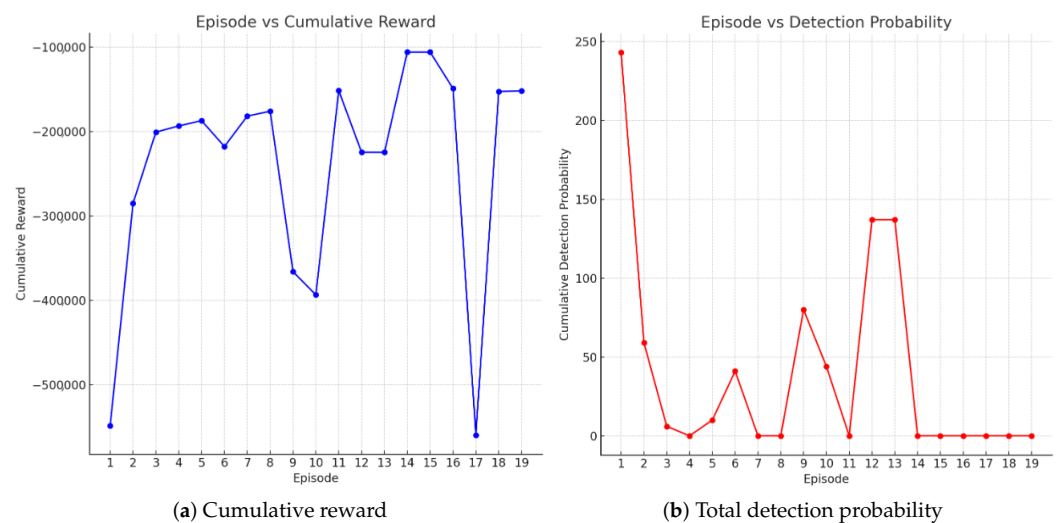 Episode vs Cumulative Reward
−100,000
−200,000
−300,000
−400,000
−500,000
Cumulative Reward
1 2 3 4 5 6 7 8 9 10 11 12 13 14 15 16 17 18 19
Episode
(a) Cumulative reward
Episode vs Detection Probability
250
200
150
100
50
0
Cumulative Detection Probability
1 2 3 4 5 6 7 8 9 10 11 12 13 14 15 16 17 18 19
Episode
(b) Total detection probability